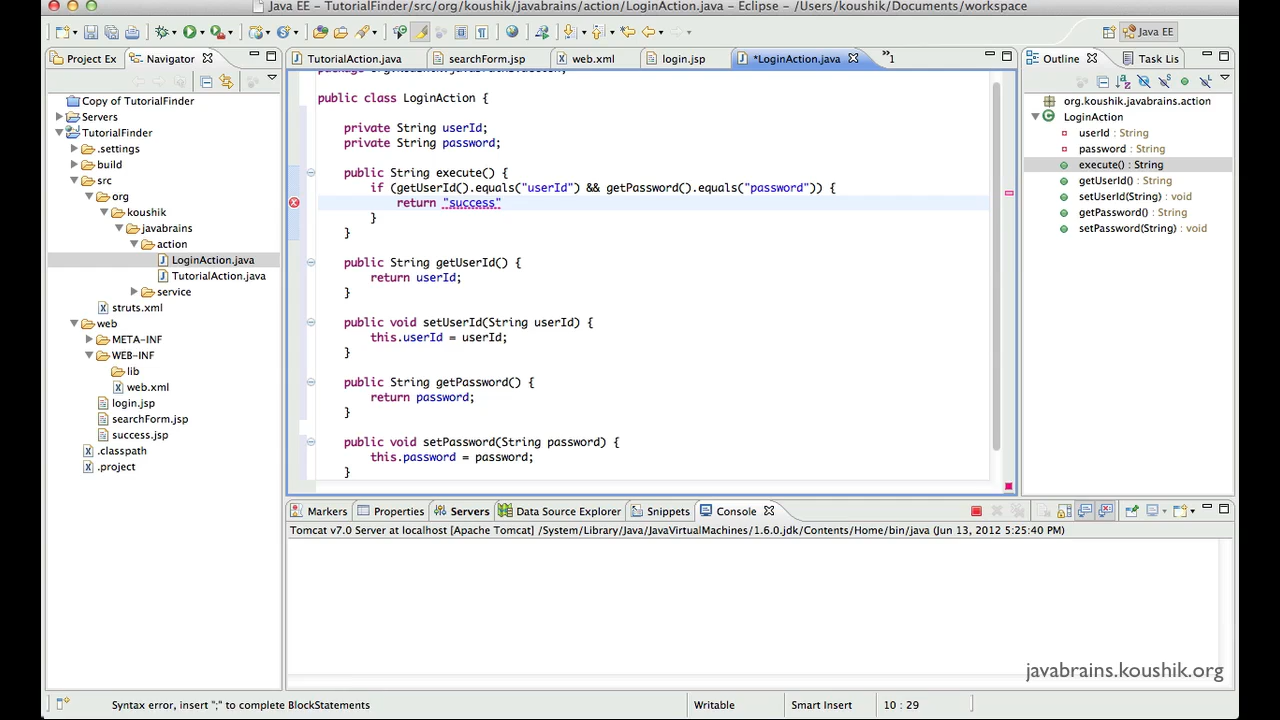 Java EE - TutorialFinder/src/org/koushik/javabrains/action/LoginAction.java - Eclipse - /Users/koushik/Documents/workspace
Java EE
Project Ex
Navigator
TutorialAction.java
searchForm.jsp
web.xml
login.jsp
*LoginAction.java
»1
Outline
Task Lis
Copy of TutorialFinder
Servers
TutorialFinder
.settings
build
src
org
koushik
javabrains
action
LoginAction.java
TutorialAction.java
service
struts.xml
web
META-INF
WEB-INF
lib
web.xml
login.jsp
searchForm.jsp
success.jsp
.classpath
.project
public class LoginAction {
private String userId;
private String password;
public String execute() {
if (getUserId().equals("userId") && getPassword().equals("password")) {
return "success"
}
}
public String getUserId() {
return userId;
}
public void setUserId(String userId) {
this.userId = userId;
}
public String getPassword() {
return password;
}
public void setPassword(String password) {
this.password = password;
}
org.koushik.javabrains.action
LoginAction
userId : String
password : String
execute() : String
getUserId() : String
setUserId(String) : void
getPassword() : String
setPassword(String) : void
Markers
Properties
Servers
Data Source Explorer
Snippets
Console
Tomcat v7.0 Server at localhost [Apache Tomcat] /System/Library/Java/JavaVirtualMachines/1.6.0.jdk/Contents/Home/bin/java (Jun 13, 2012 5:25:40 PM)
javabrains.koushik.org
Syntax error, insert ";" to complete BlockStatements
Writable
Smart Insert
10 : 29